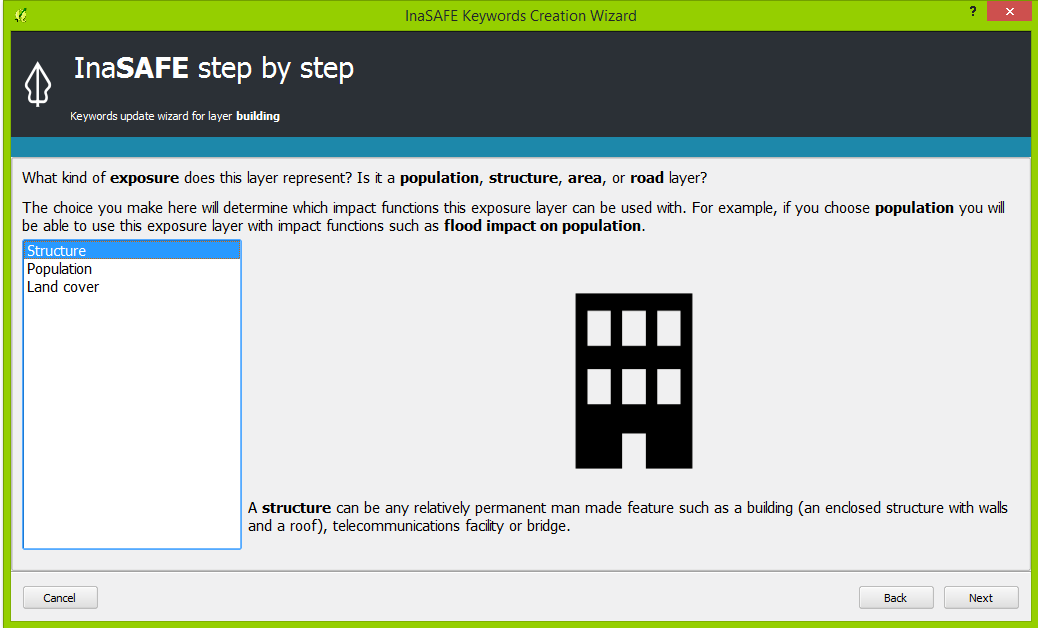 InaSAFE Keywords Creation Wizard
?
InaSAFE step by step
Keywords update wizard for layer building
What kind of exposure does this layer represent? Is it a population, structure, area, or road layer?
The choice you make here will determine which impact functions this exposure layer can be used with. For example, if you choose population you will
be able to use this exposure layer with impact functions such as flood impact on population.
Structure
Population
Land cover
A structure can be any relatively permanent man made feature such as a building (an enclosed structure with walls
and a roof), telecommunications facility or bridge.
Cancel
Back
Next